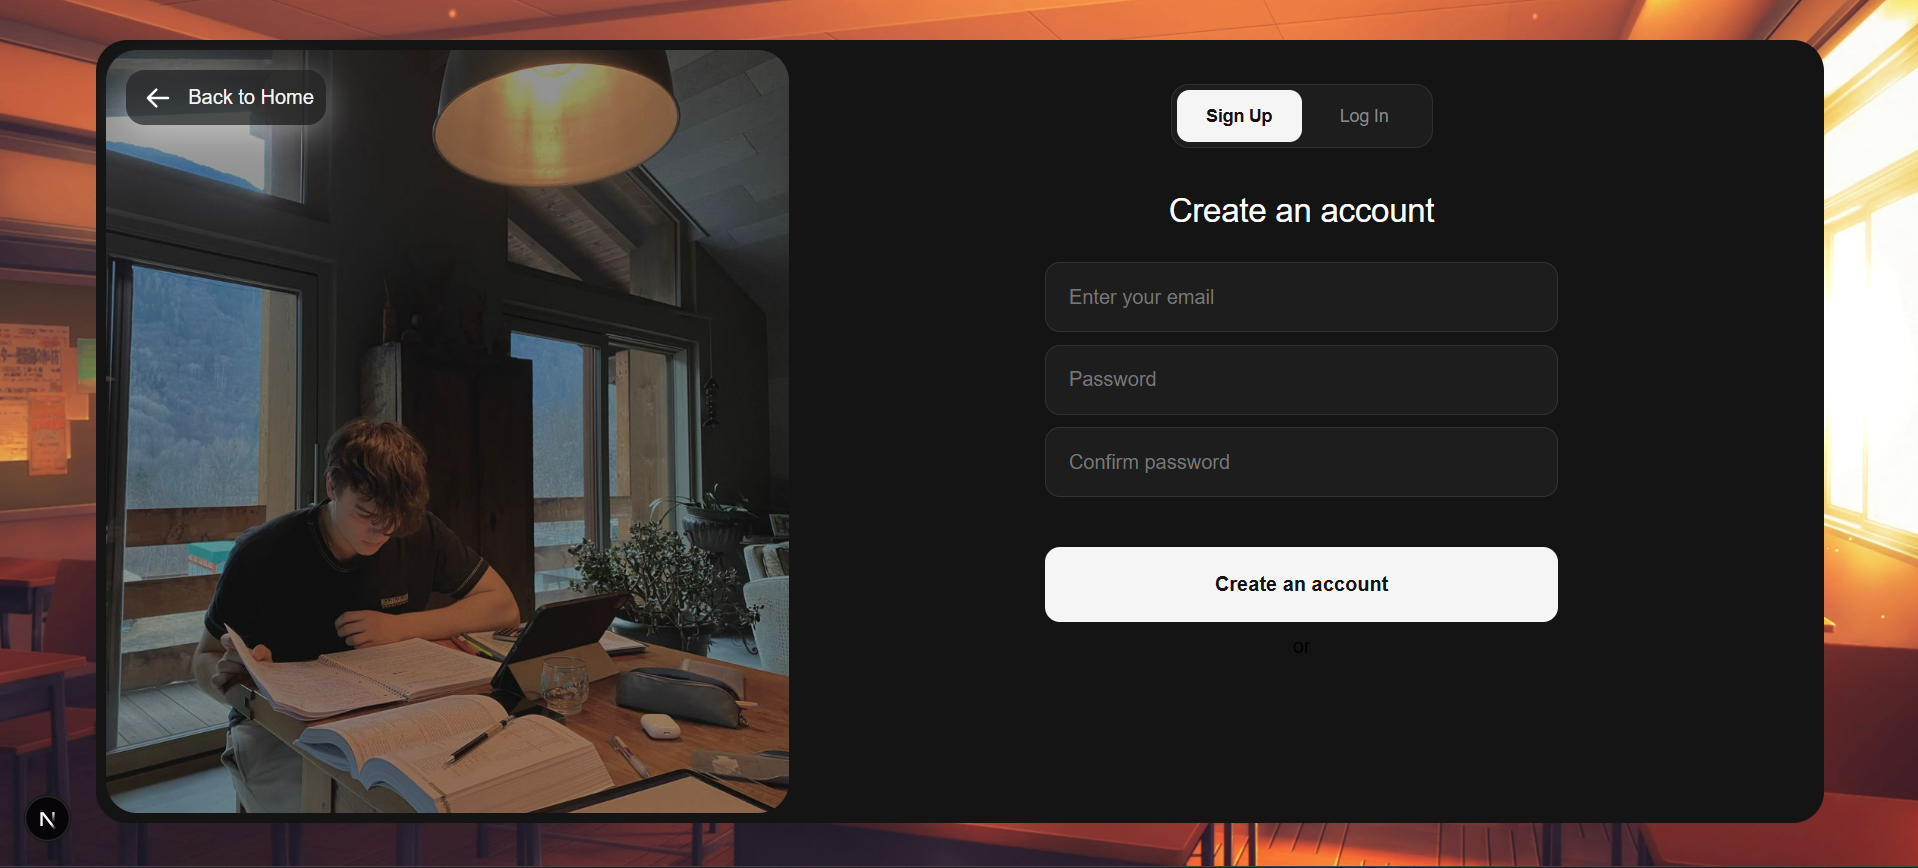 Back to Home
Sign Up
Log In
Create an account
Enter your email
Password
Confirm password
Create an account
or
N